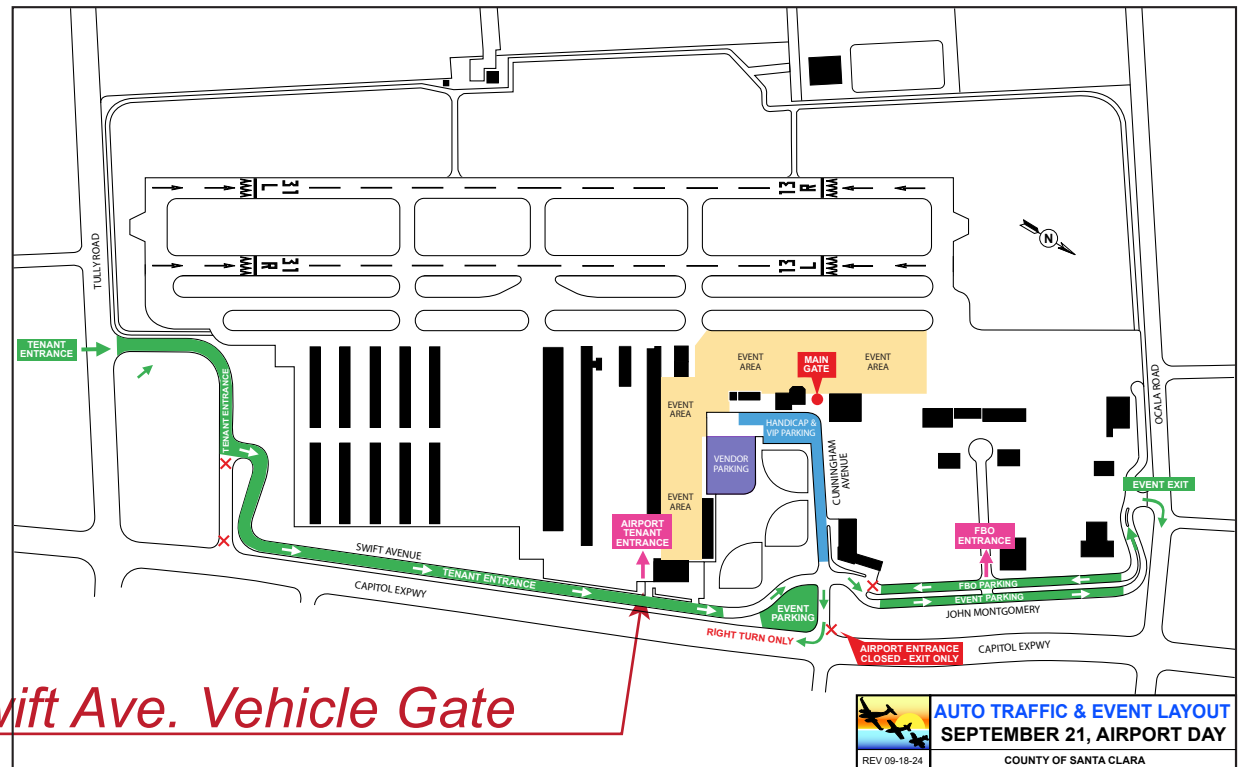 TULLY ROAD
31
L
13
R
31
R
13
L
N
OCALA ROAD
TENANT
ENTRANCE
TENANT ENTRANCE
EVENT
AREA
MAIN
GATE
EVENT
AREA
EVENT
AREA
HANDICAP &
VIP PARKING
VENDOR
PARKING
CUNNINGHAM
AVENUE
EVENT
AREA
EVENT EXIT
AIRPORT
TENANT
ENTRANCE
FBO
ENTRANCE
SWIFT AVENUE
TENANT ENTRANCE
CAPITOL EXPWY
FBO PARKING
EVENT PARKING
JOHN MONTGOMERY
EVENT
PARKING
RIGHT TURN ONLY
AIRPORT ENTRANCE
CLOSED - EXIT ONLY
CAPITOL EXPWY
wift Ave. Vehicle Gate
AUTO TRAFFIC & EVENT LAYOUT
SEPTEMBER 21, AIRPORT DAY
REV 09-18-24
COUNTY OF SANTA CLARA